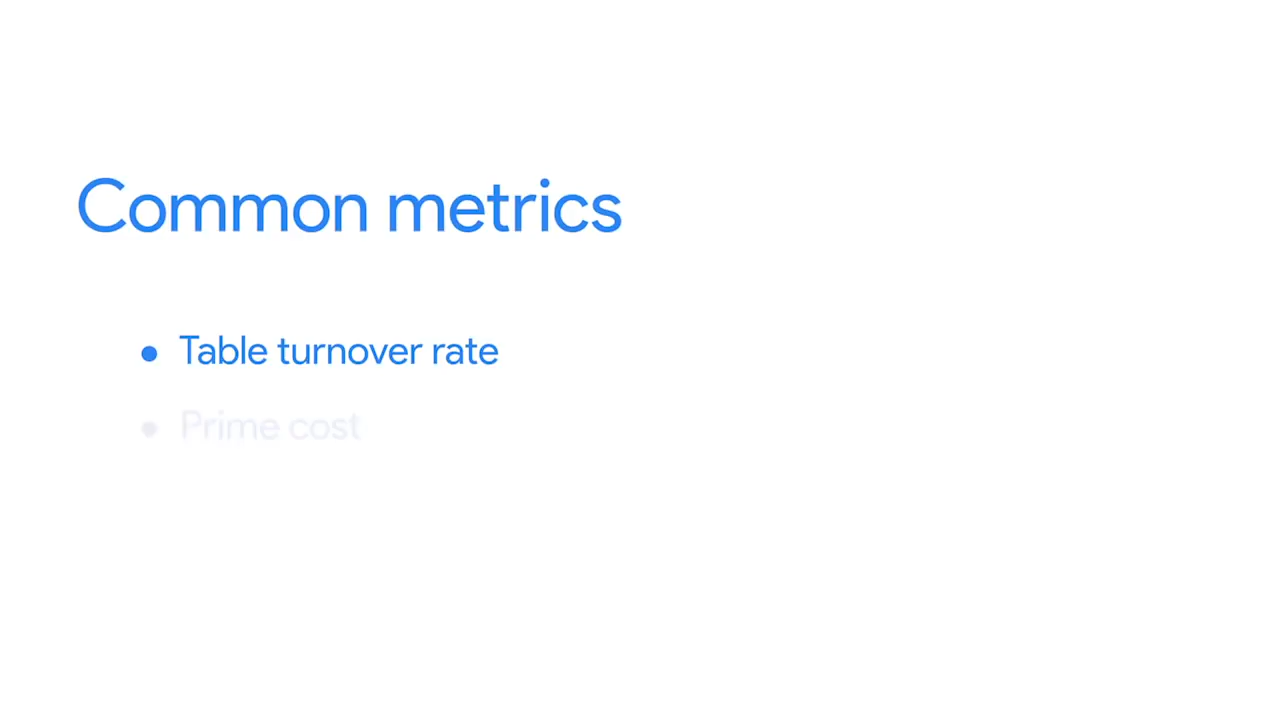 Common metrics
• Table turnover rate
• Prime cost